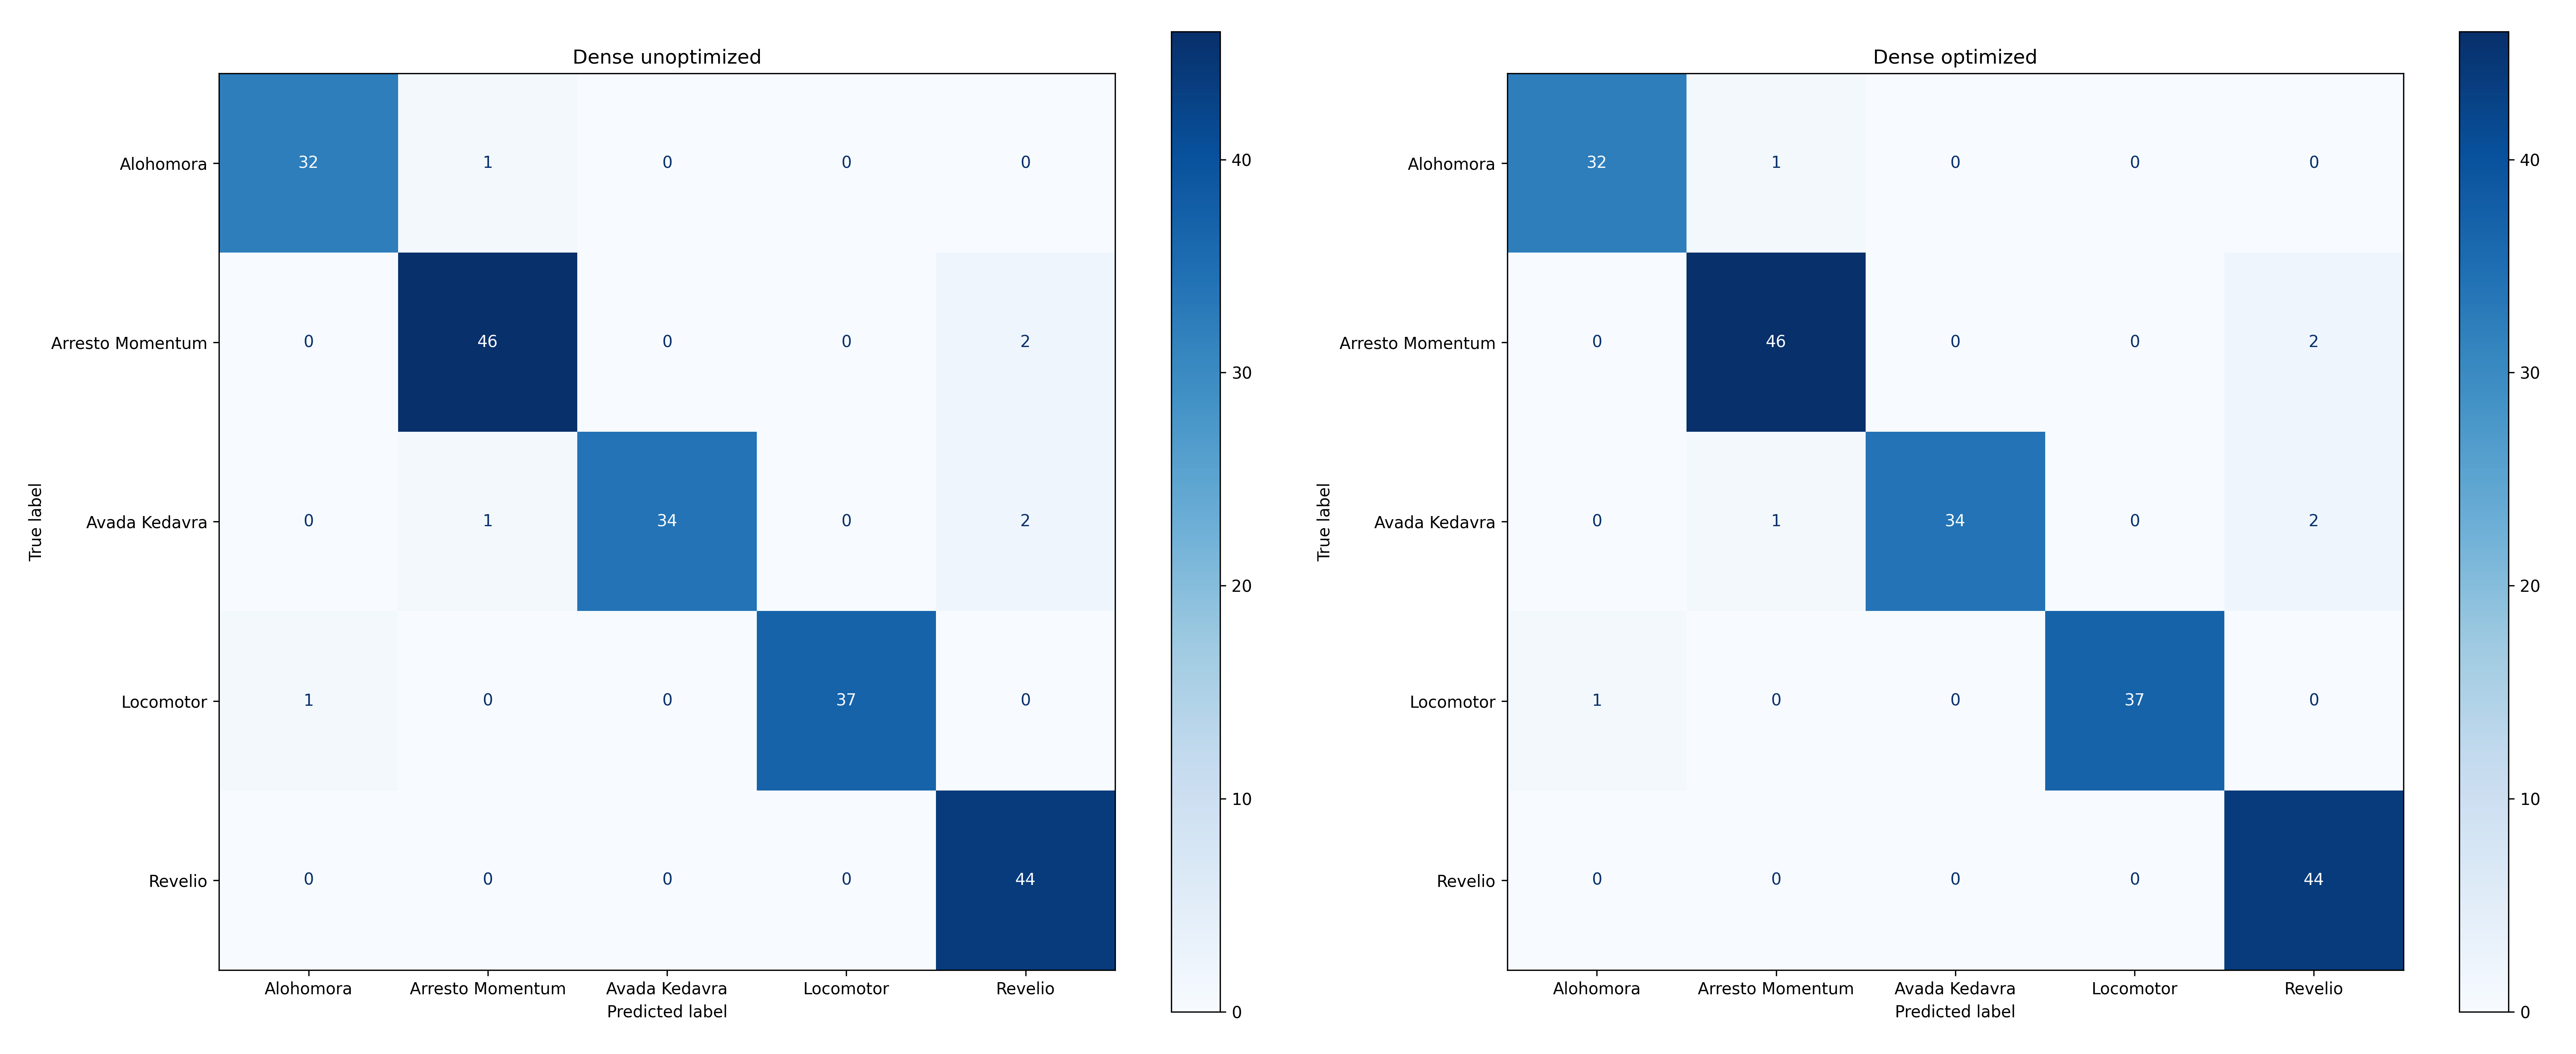 Dense unoptimized
Alohomora 32 1 0 0 0
Arresto Momentum 0 46 0 0 2
Avada Kedavra 0 1 34 0 2
Locomotor 1 0 0 37 0
Revelio 0 0 0 0 44
Alohomora Arresto Momentum Avada Kedavra Locomotor Revelio
Predicted label
True label
40
30
20
10
0
Dense optimized
Alohomora 32 1 0 0 0
Arresto Momentum 0 46 0 0 2
Avada Kedavra 0 1 34 0 2
Locomotor 1 0 0 37 0
Revelio 0 0 0 0 44
Alohomora Arresto Momentum Avada Kedavra Locomotor Revelio
Predicted label
True label
40
30
20
10
0